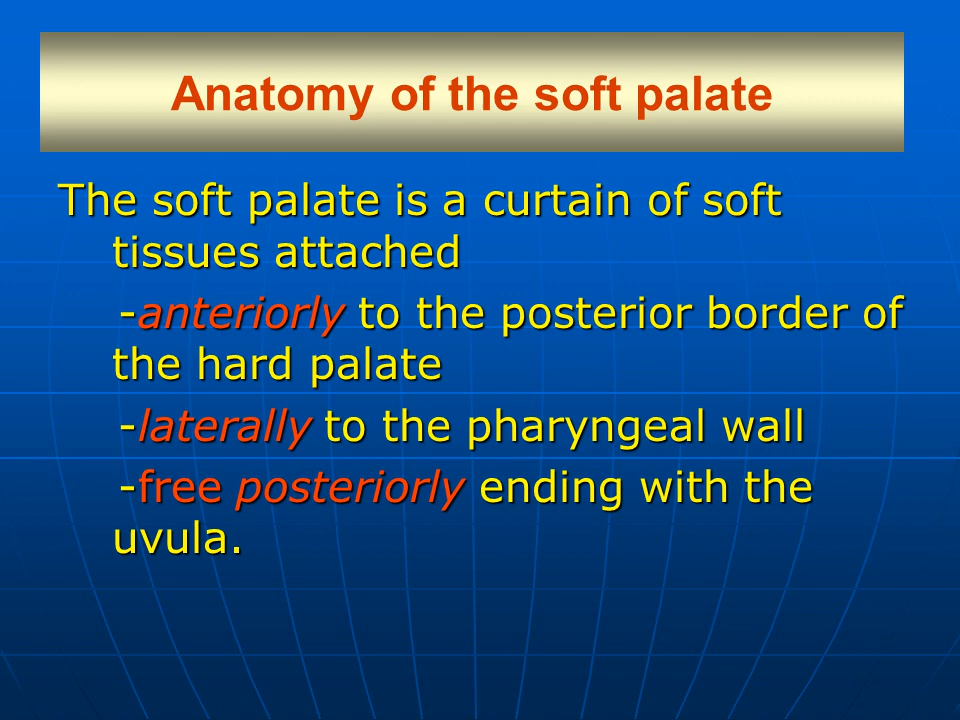 Anatomy of the soft palate
The soft palate is a curtain of soft
tissues attached
-anteriorly to the posterior border of
the hard palate
-laterally to the pharyngeal wall
-free posteriorly ending with the
uvula.